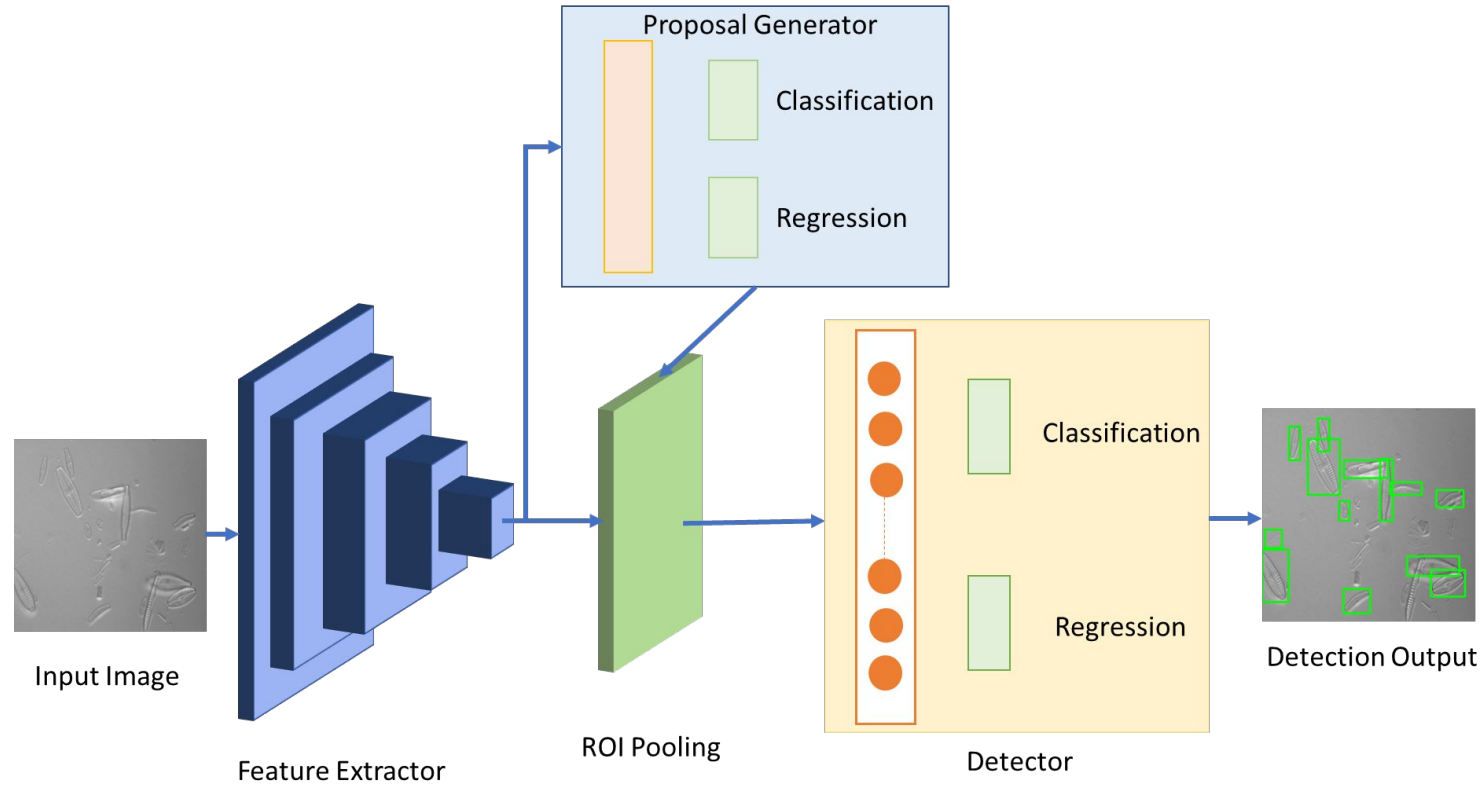 Proposal Generator
Classification
Regression
Classification
Regression
Input Image
Feature Extractor
ROI Pooling
Detector
Detection Output